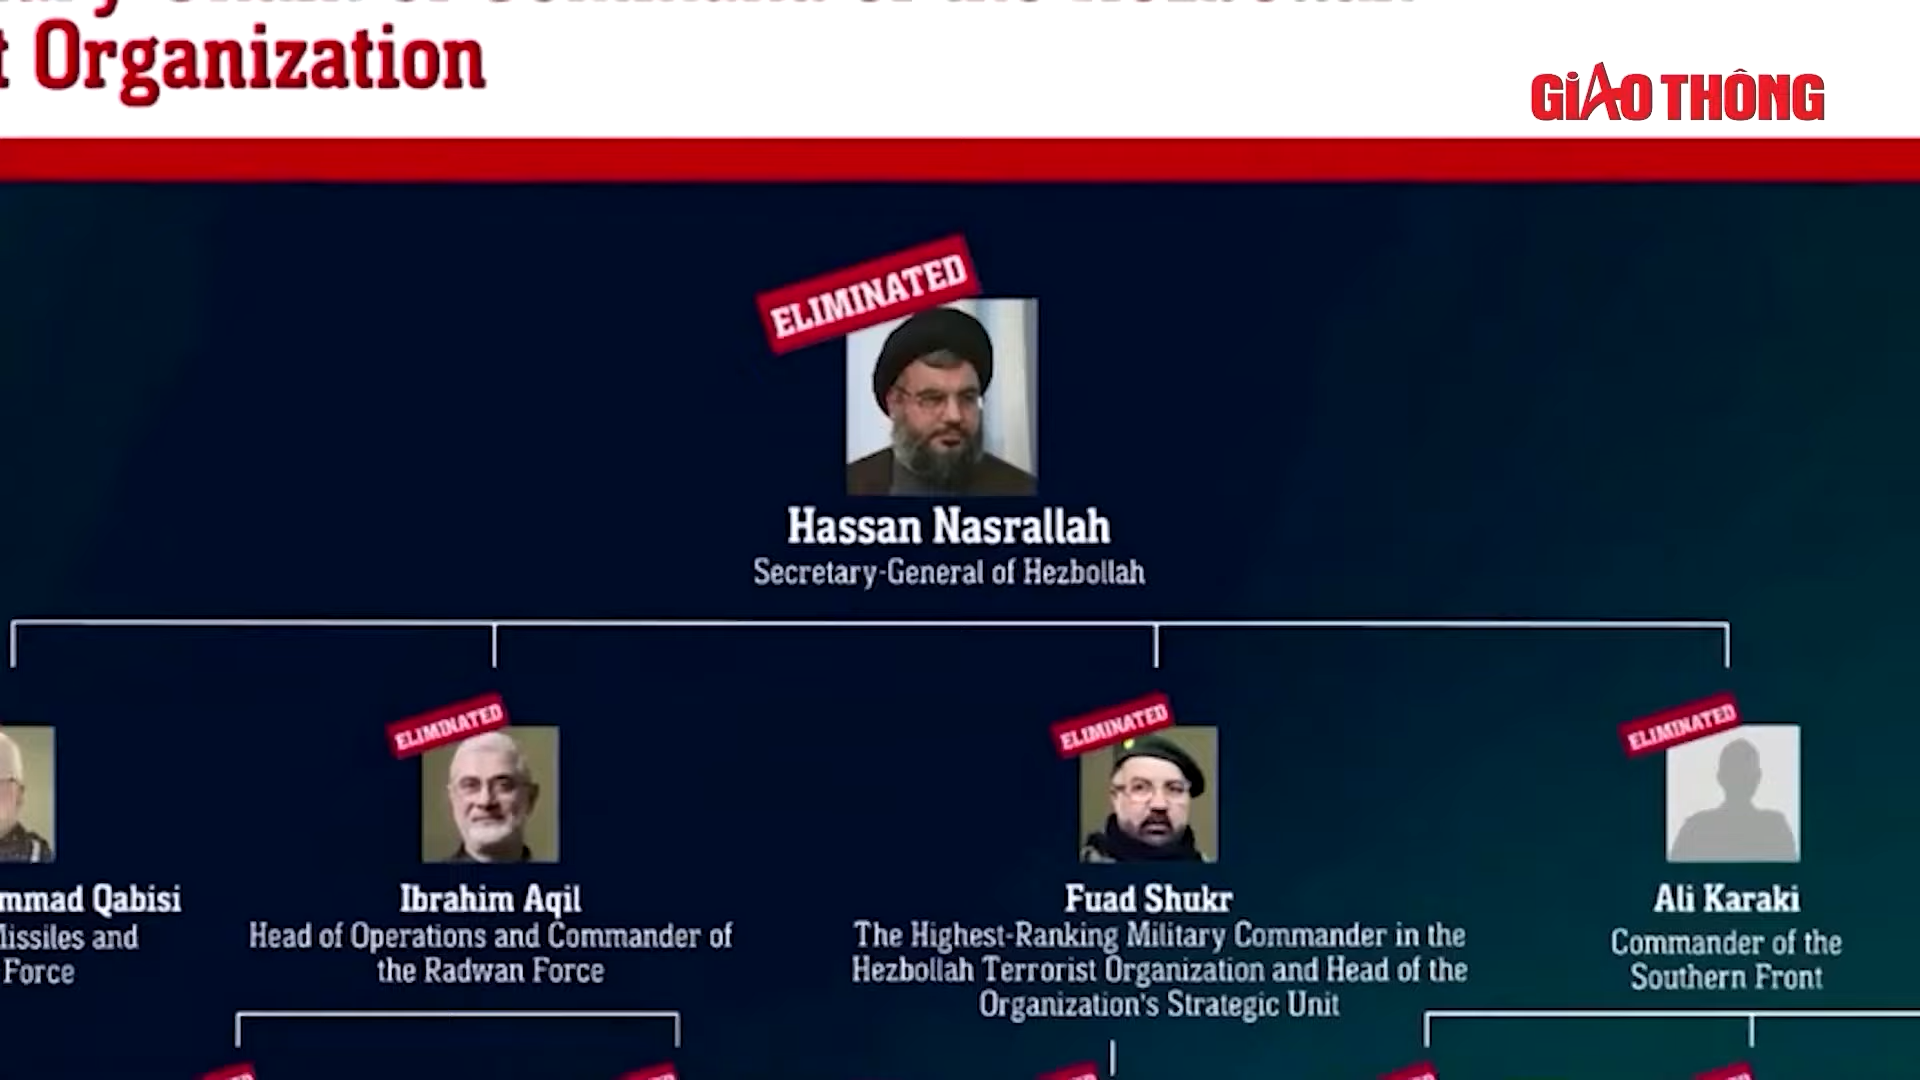 Organization
GiAO THÔNG
ELIMINATED
Hassan Nasrallah
Secretary-General of Hezbollah
ELIMINATED
ELIMINATED
ELIMINATED
Qabisi
Ibrahim Aqil
Fuad Shukr
Ali Karaki
and
Force
Head of Operations and Commander of
the Radwan Force
The Highest-Ranking Military Commander in the
Hezbollah Terrorist Organization and Head of the
Organization's Strategic Unit
Commander of the
Southern Front